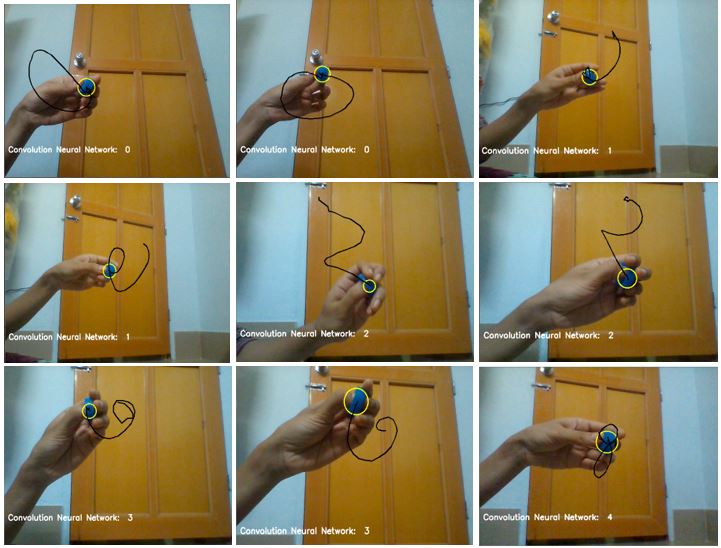 Convolution Neural Network: 0
Convolution Neural Network: 0
Convolution Neural Network: 1
Convolution Neural Network: 1
Convolution Neural Network: 2
Convolution Neural Network: 2
Convolution Neural Network: 3
Convolution Neural Network: 3
Convolution Neural Network: 4